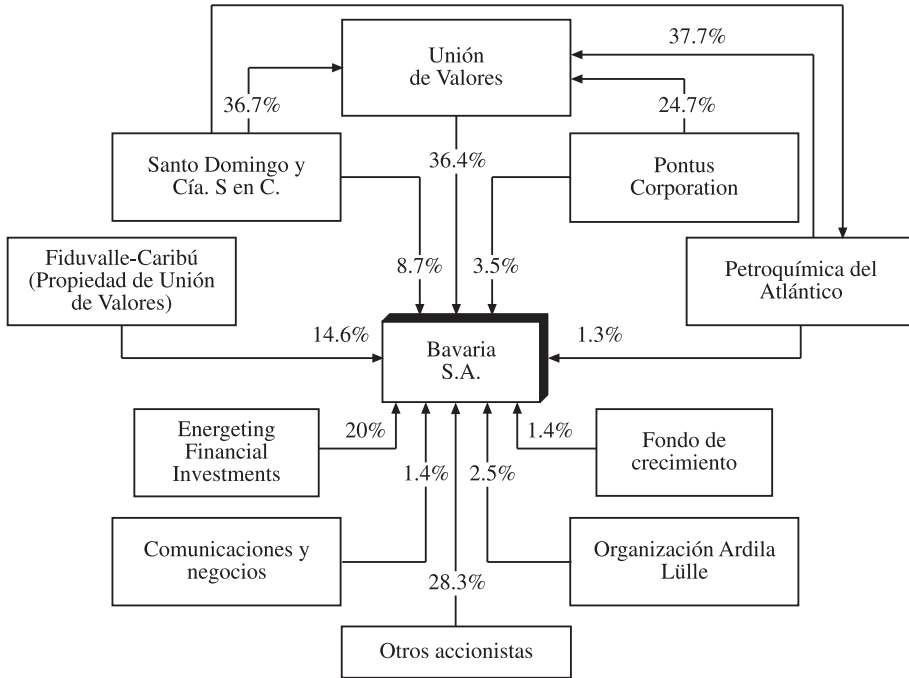 37.7%
Unión
de Valores
36.7%
24.7%
Santo Domingo y
Cía. S en C.
36.4%
Pontus
Corporation
Fiduvalle-Caribú
(Propiedad de Unión
de Valores)
8.7%
3.5%
Petroquímica del
Atlántico
14.6%
Bavaria
S.A.
1.3%
Energeting
Financial
Investments
20%
1.4%
Fondo de
crecimiento
1.4%
2.5%
Comunicaciones y
negocios
Organización Ardila
Lülle
28.3%
Otros accionistas